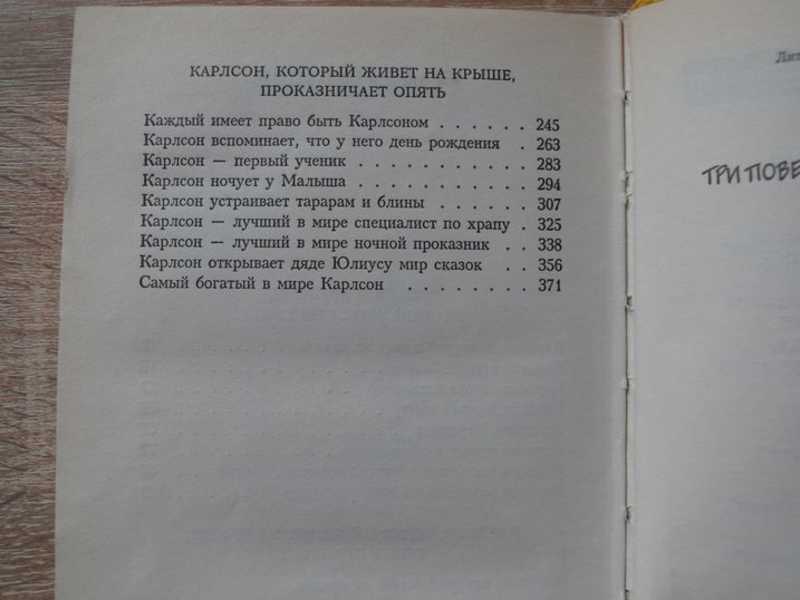 КАРЛСОН, КОТОРЫЙ ЖИВЕТ НА КРЫШЕ,
ПРОКАЗНИЧАЕТ ОПЯТЬ
Каждый имеет право быть Карлсоном . . . . . . 245
Карлсон вспоминает, что у него день рождения . 263
Карлсон — первый ученик . . . . . . . . . . . 283
Карлсон ночует у Малыша . . . . . . . . . . . 294
Карлсон устраивает тарарам и блины . . . . . . 307
Карлсон — лучший в мире специалист по храпу . 325
Карлсон — лучший в мире ночной проказник . . 338
Карлсон открывает дяде Юлиусу мир сказок . . 356
Самый богатый в мире Карлсон . . . . . . . . 371
Лит
ТРИ ПОВЕ